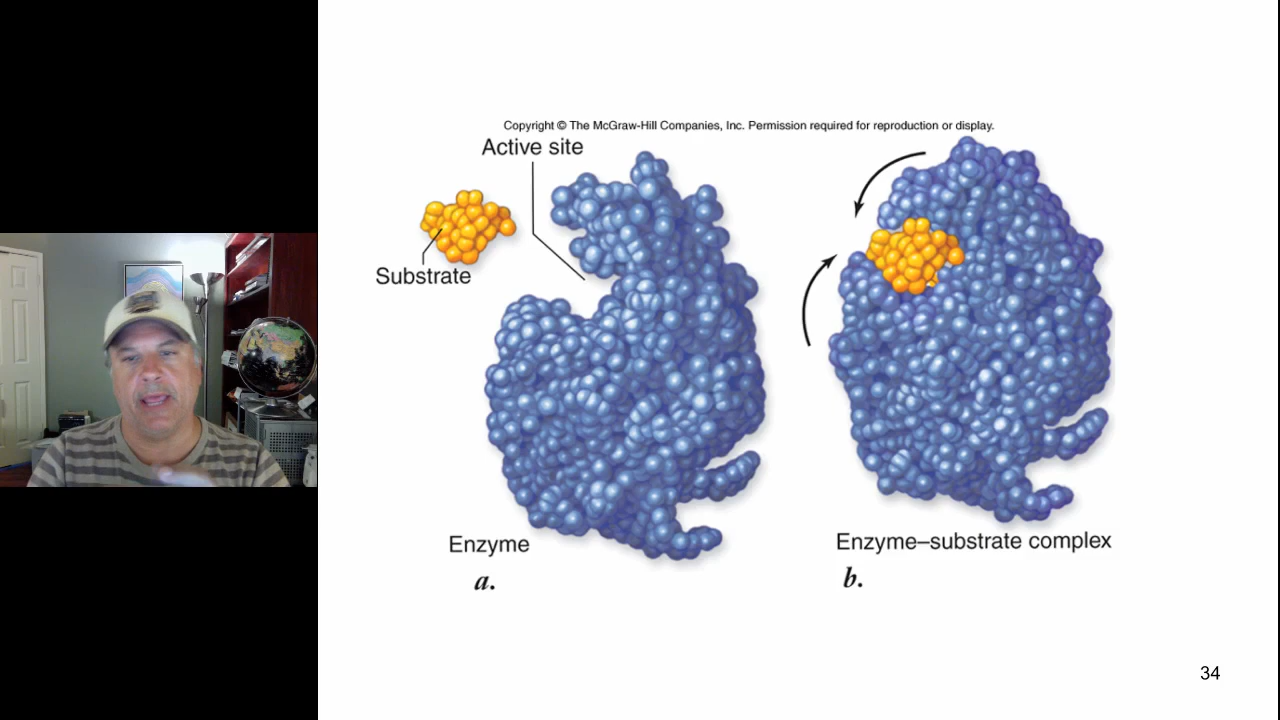 Copyright © The McGraw-Hill Companies, Inc. Permission required for reproduction or display.
Active site
Substrate
Enzyme
a.
Enzyme–substrate complex
b.
34